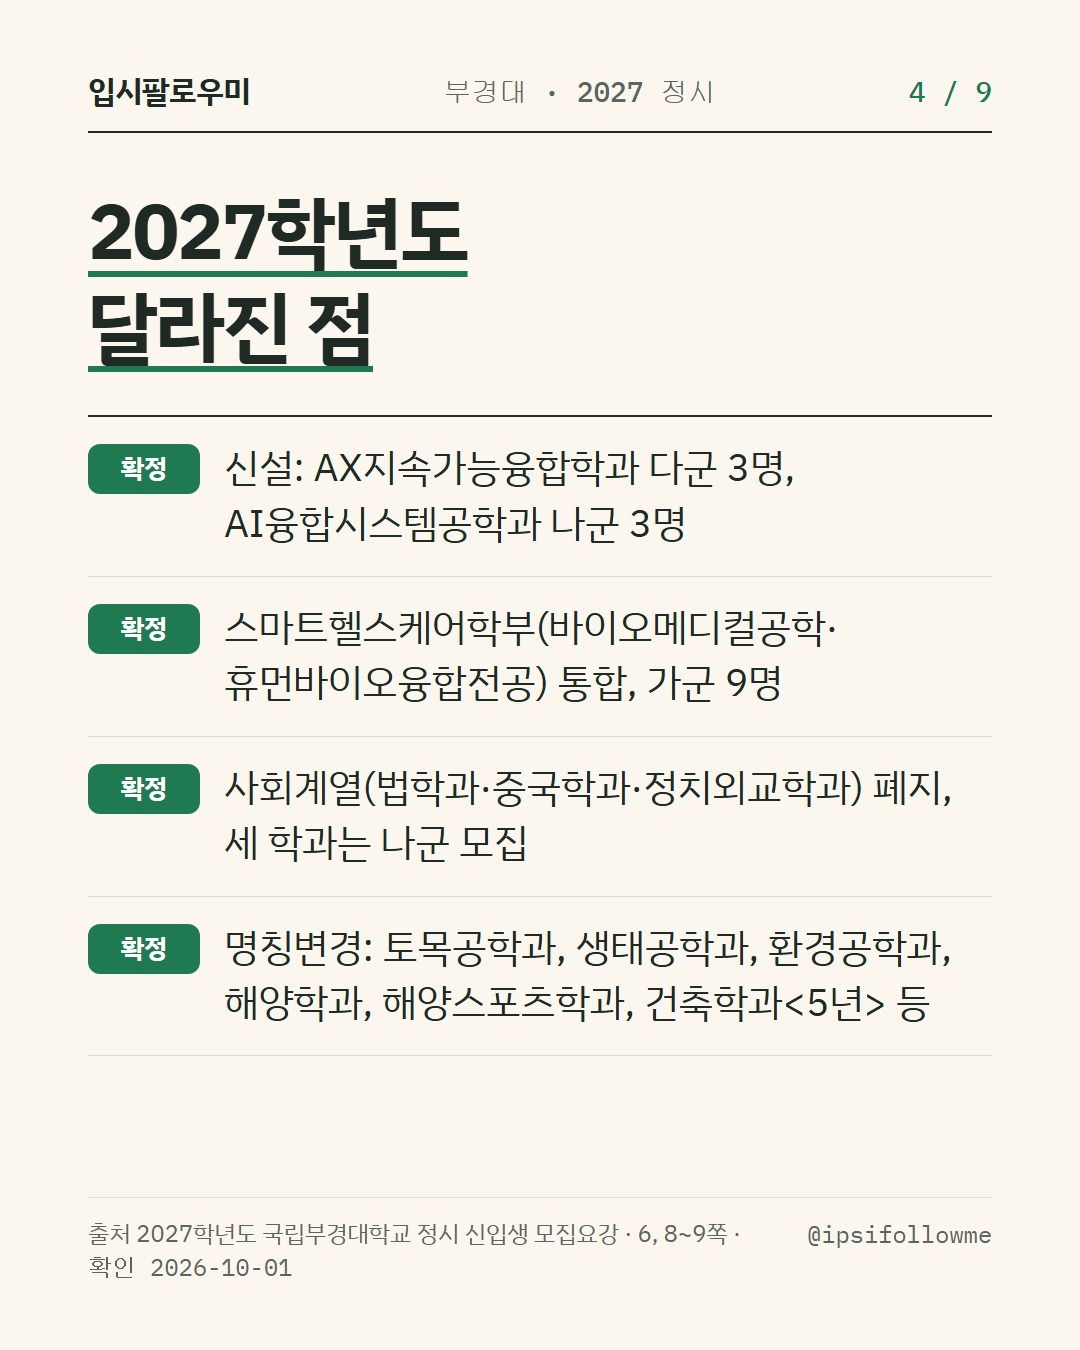 입시팔로우미
부경대 · 2027 정시
4 / 9
2027학년도
달라진 점
확정
신설: AX지속가능융합학과 다군 3명,
AI융합시스템공학과 나군 3명
확정
스마트헬스케어학부(바이오메디컬공학·
휴먼바이오융합전공) 통합, 가군 9명
확정
사회계열(법학과·중국학과·정치외교학과) 폐지,
세 학과는 나군 모집
확정
명칭변경: 토목공학과, 생태공학과, 환경공학과,
해양학과, 해양스포츠학과, 건축학과<5년> 등
출처 2027학년도 국립부경대학교 정시 신입생 모집요강 · 6, 8~9쪽 ·
확인 2026-10-01
@ipsifollowme